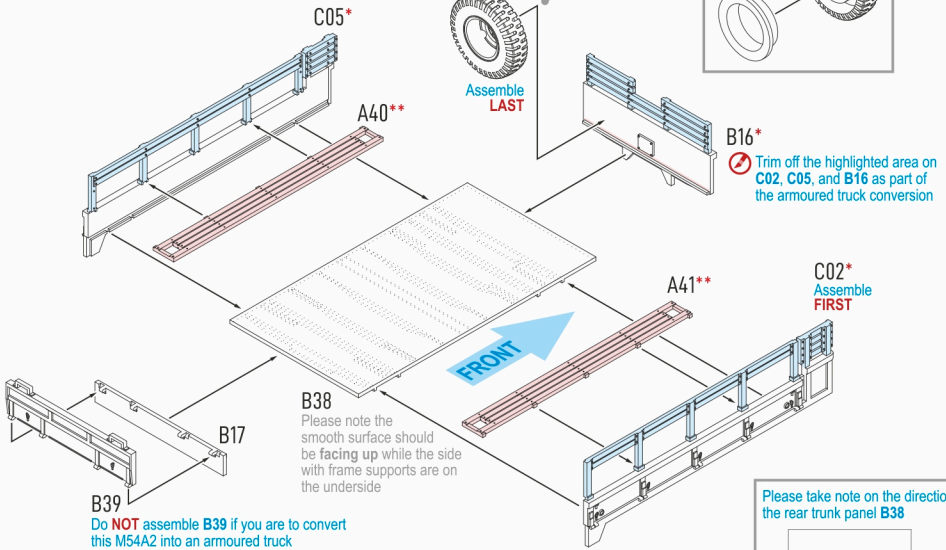 C05*
A40**
Assemble
LAST
B16*
Trim off the highlighted area on
C02, C05, and B16 as part of
the armoured truck conversion
C02*
Assemble
FIRST
A41**
FRONT
B38
Please note the
smooth surface should
be facing up while the side
with frame supports are on
the underside
B17
B39
Do NOT assemble B39 if you are to convert
this M54A2 into an armoured truck
Please take note on the directio
the rear trunk panel B38